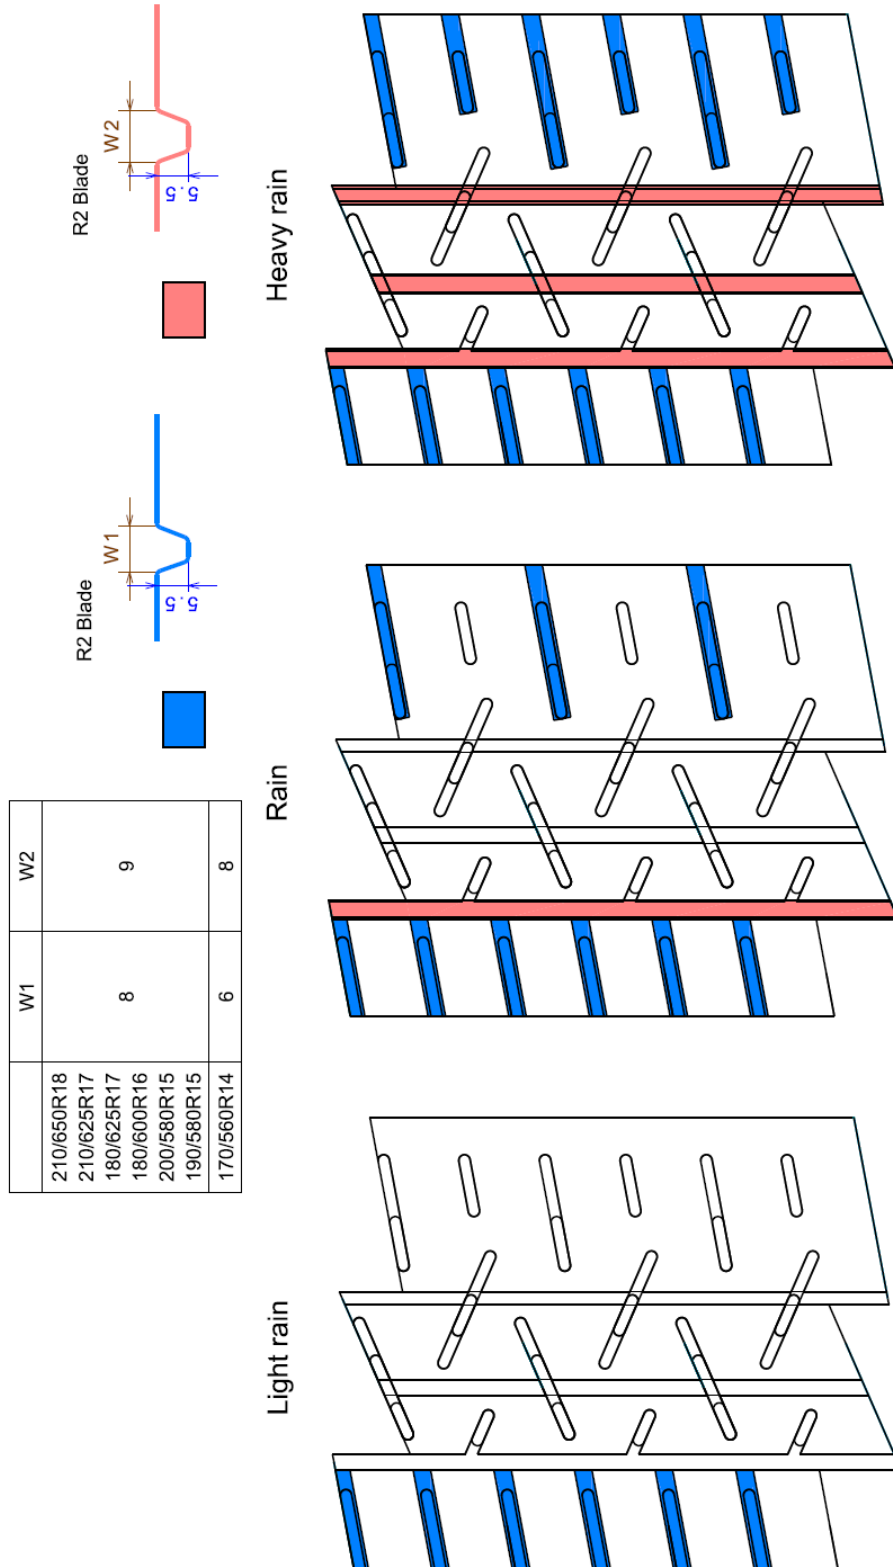 W1 W2
210/650R18
210/625R17
180/625R17
180/600R16
200/580R15
190/580R15
8 9
170/560R14 6 8
R2 Blade
W1
5.5
R2 Blade
W2
5.5
Light rain
Rain
Heavy rain